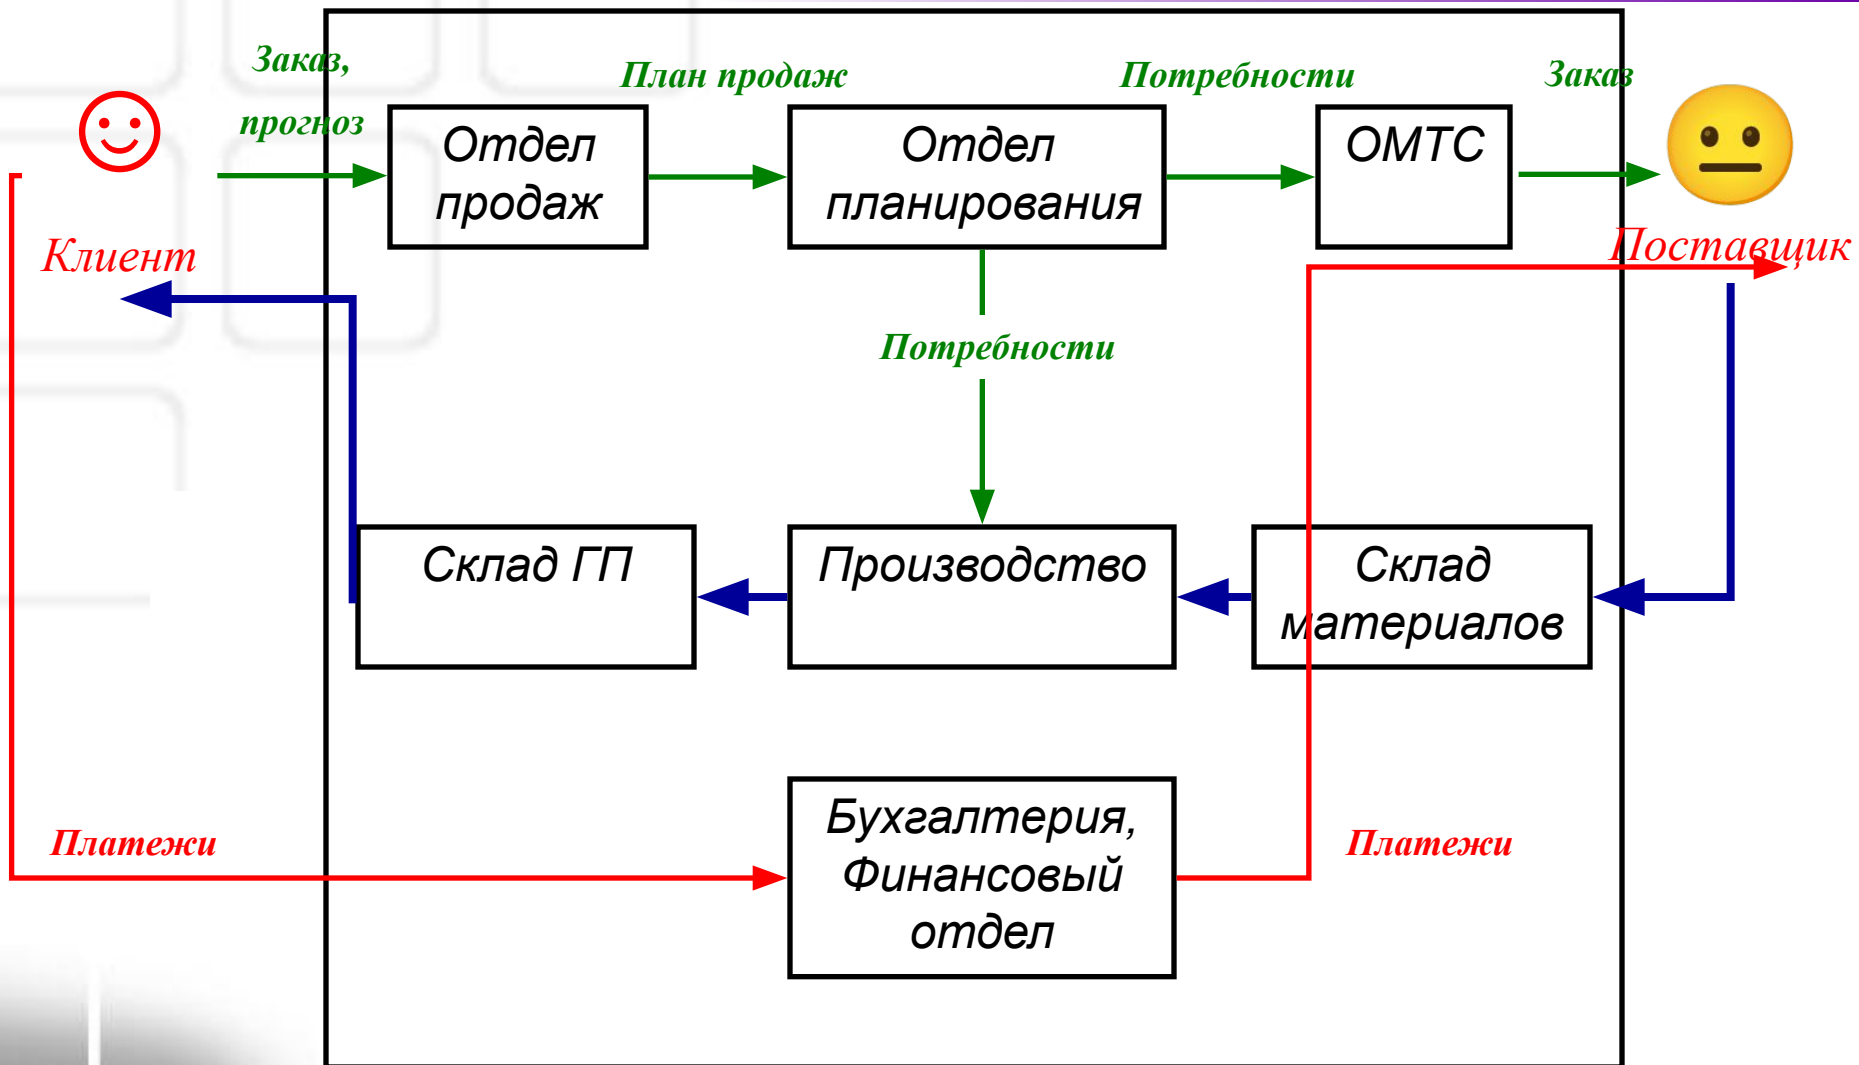 Заказ,
прогноз
План продаж
Потребности
Заказ
Отдел
продаж
Отдел
планирования
ОМТС
Клиент
Поставщик
Потребности
Склад ГП
Производство
Склад
материалов
Платежи
Бухгалтерия,
Финансовый
отдел
Платежи